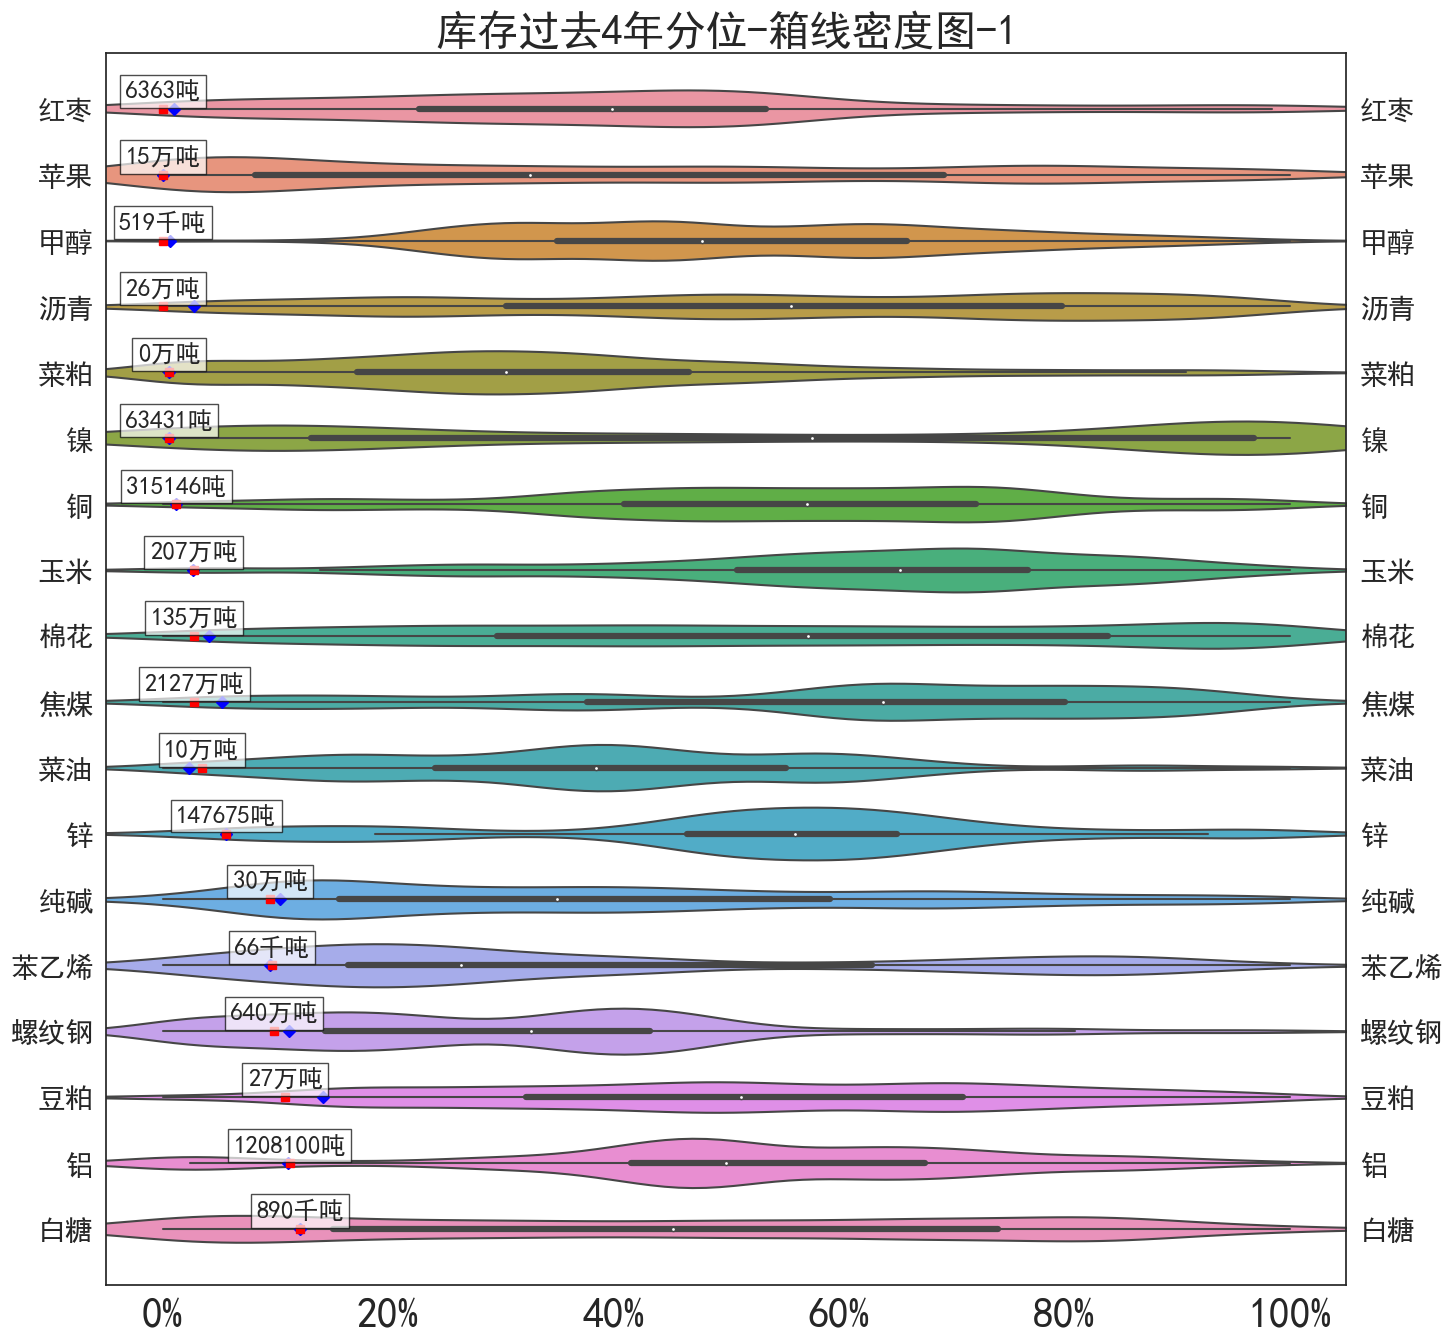 库存过去4年分位-箱线密度图-1
红枣 6363吨 红枣
苹果 15万吨 苹果
甲醇 519千吨 甲醇
沥青 26万吨 沥青
菜粕 0万吨 菜粕
镍 63431吨 镍
铜 315146吨 铜
玉米 207万吨 玉米
棉花 135万吨 棉花
焦煤 2127万吨 焦煤
菜油 10万吨 菜油
锌 147675吨 锌
纯碱 30万吨 纯碱
苯乙烯 66千吨 苯乙烯
螺纹钢 640万吨 螺纹钢
豆粕 27万吨 豆粕
铝 1208100吨 铝
白糖 890千吨 白糖
0% 20% 40% 60% 80% 100%